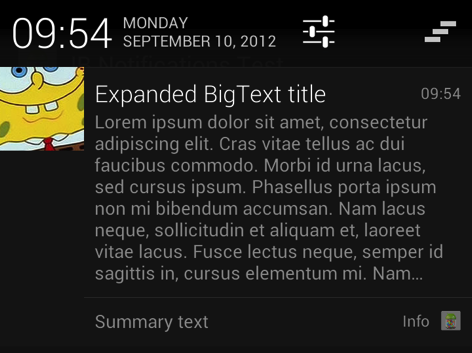 09:54
MONDAY
SEPTEMBER 10, 2012
Expanded BigText title
09:54
Lorem ipsum dolor sit amet, consectetur
adipiscing elit. Cras vitae tellus ac dui
faucibus commodo. Morbi id urna lacus,
sed cursus ipsum. Phasellus porta ipsum
non mi bibendum accumsan. Nam lacus
neque, sollicitudin et aliquam et, laoreet
vitae lacus. Fusce lectus neque, semper id
sagittis in, cursus elementum mi. Nam...
Summary text
Info